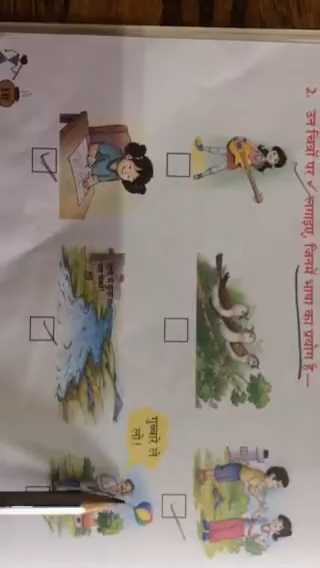 2. उन चित्रों पर ✓ लगाइए, जिनमें भाषा का प्रयोग है—
गुब्बारे ले
लो!